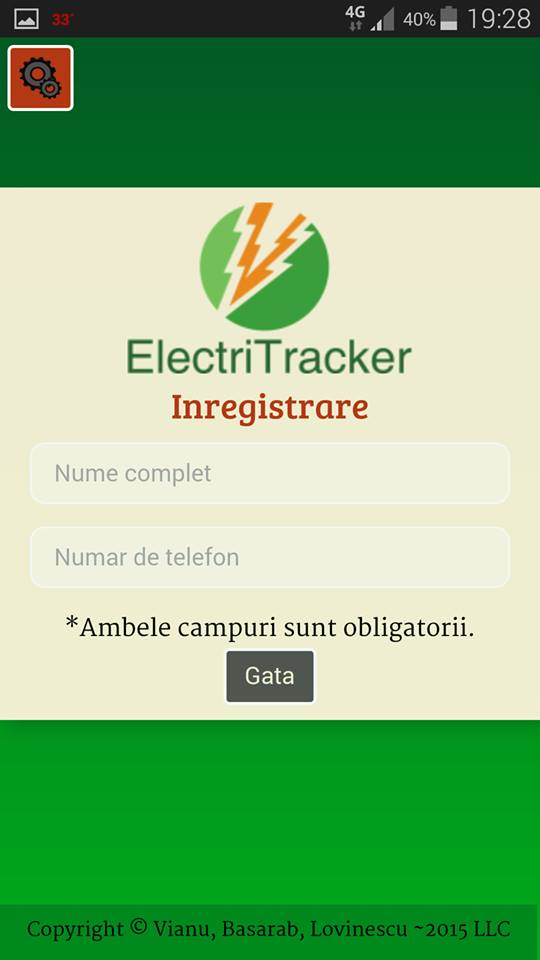 33°
4G
40%
19:28
ElectriTracker
Inregistrare
Nume complet
Numar de telefon
*Ambele campuri sunt obligatorii.
Gata
Copyright © Vianu, Basarab, Lovinescu ~2015 LLC